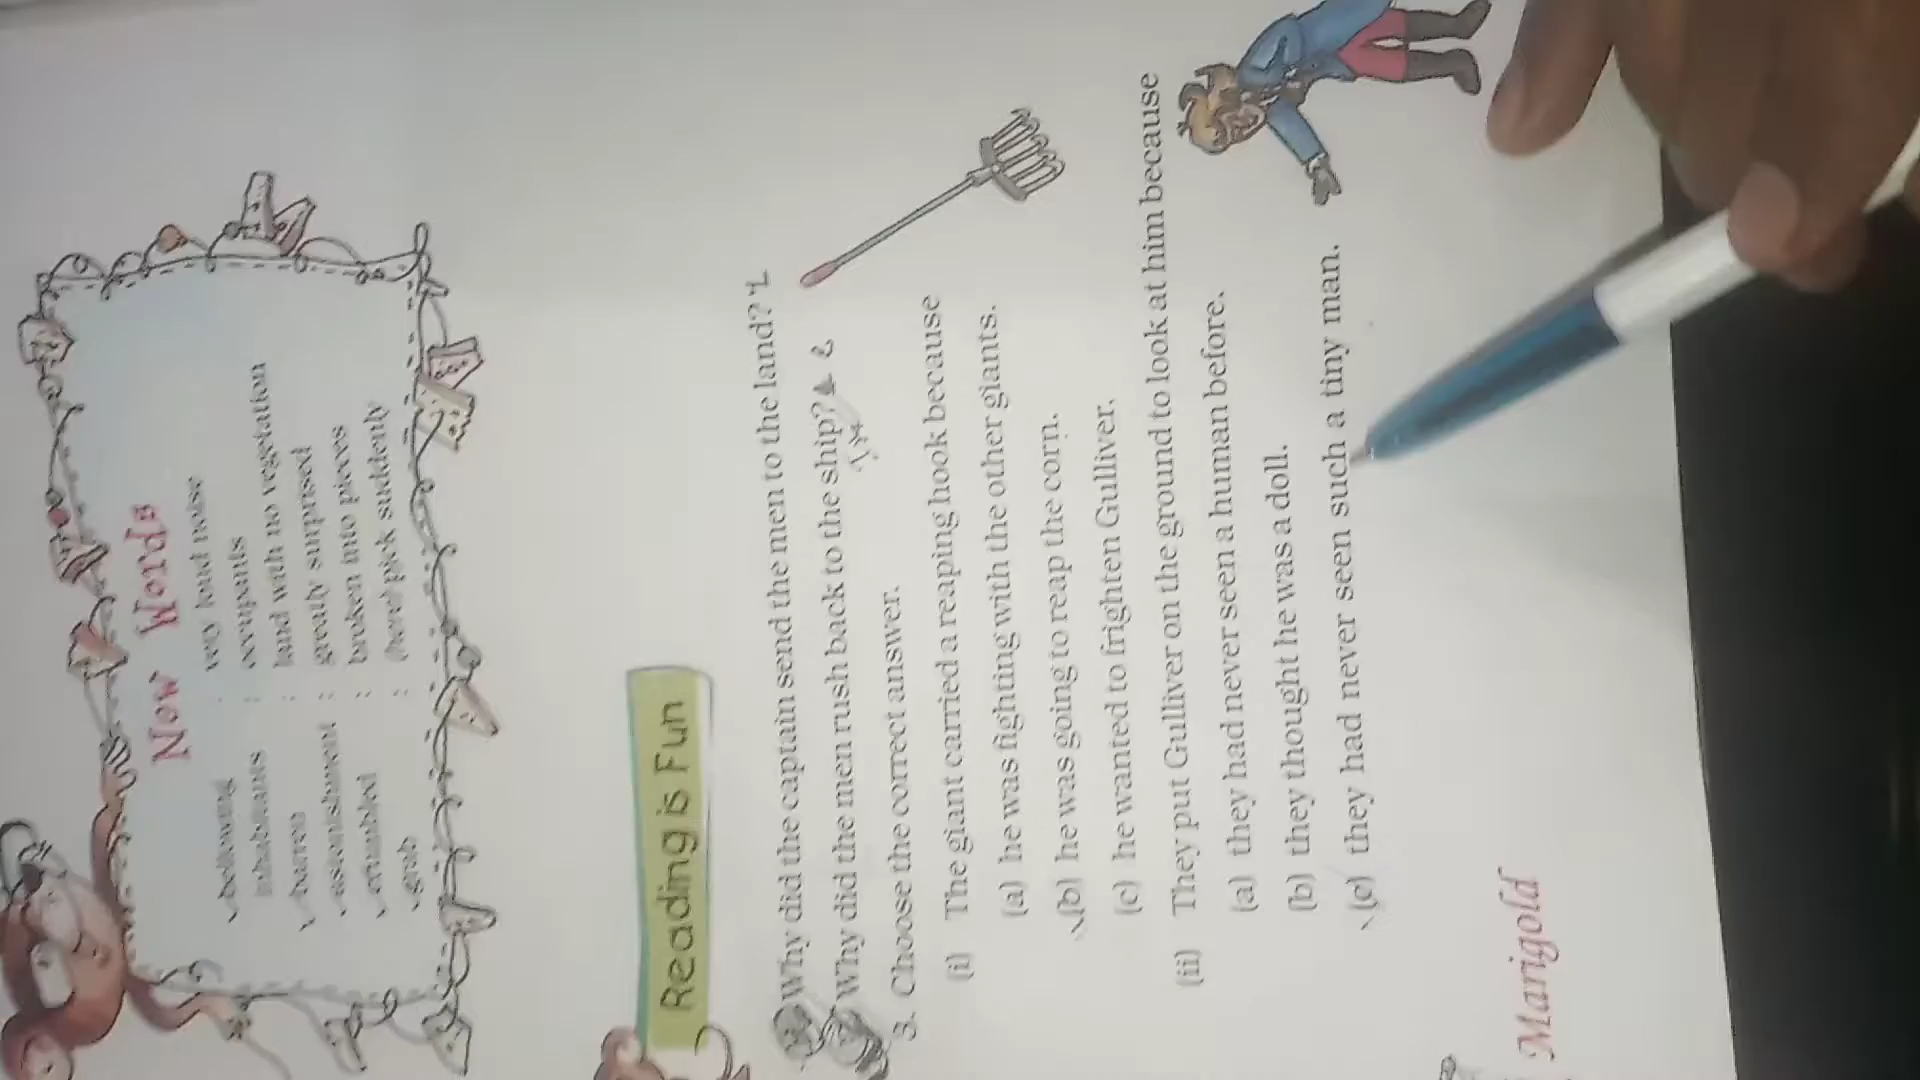 New Words
bellowing : very loud noise
inhabitants : occupants
barren : land with no vegetation
astonishment : greatly surprised
crumbled : broken into pieces
grab : (here) pick suddenly
Reading is Fun
Why did the captain send the men to the land?
Why did the men rush back to the ship?
3. Choose the correct answer.
(i) The giant carried a reaping hook because
(a) he was fighting with the other giants.
(b) he was going to reap the corn.
(c) he wanted to frighten Gulliver.
(ii) They put Gulliver on the ground to look at him because
(a) they had never seen a human before.
(b) they thought he was a doll.
(c) they had never seen such a tiny man.
Marigold